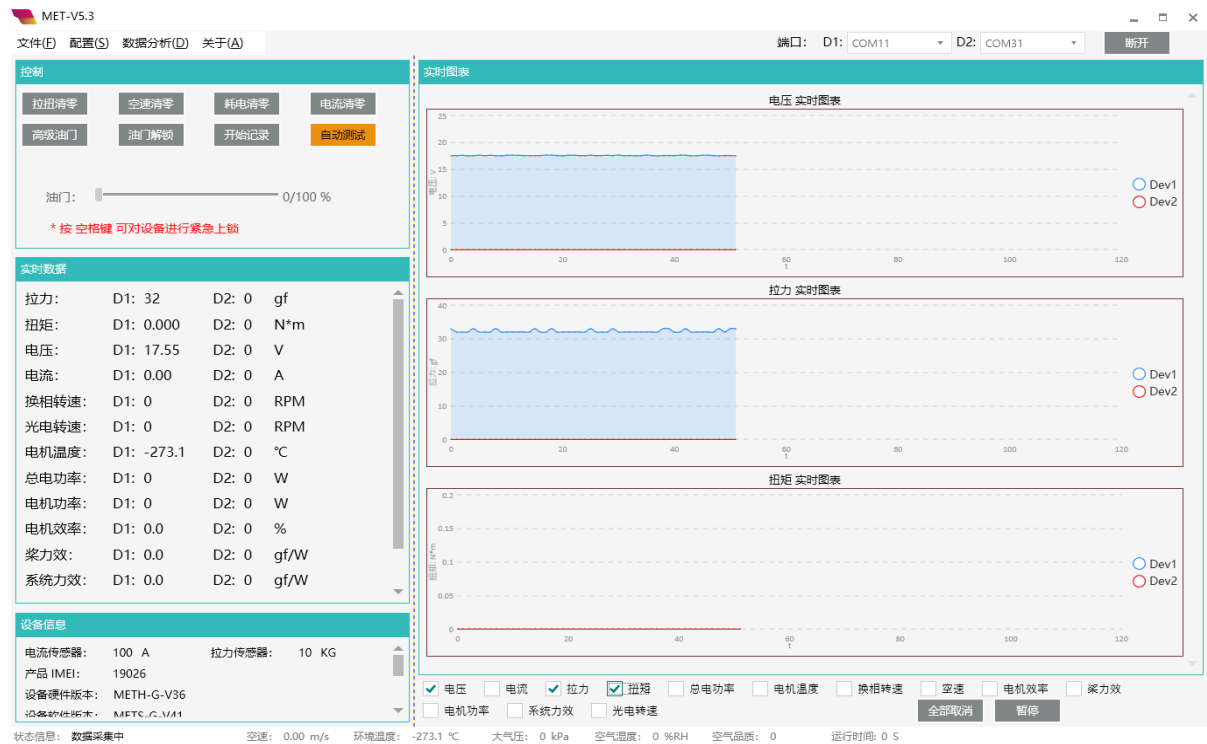 MET-V5.3
文件(F) 配置(S) 数据分析(D) 关于(A) 端口: D1: COM11 D2: COM31 断开
控制
拉扭清零 空速清零 耗电清零 电流清零
高级油门 油门解锁 开始记录 自动测试
油门: 0/100 %
* 按 空格键 可对设备进行紧急上锁
实时数据
拉力: D1: 32 D2: 0 gf
扭矩: D1: 0.000 D2: 0 N*m
电压: D1: 17.55 D2: 0 V
电流: D1: 0.00 D2: 0 A
换相转速: D1: 0 D2: 0 RPM
光电转速: D1: 0 D2: 0 RPM
电机温度: D1: -273.1 D2: 0 ℃
总电功率: D1: 0 D2: 0 W
电机功率: D1: 0 D2: 0 W
电机效率: D1: 0.0 D2: 0 %
桨力效: D1: 0.0 D2: 0 gf/W
系统力效: D1: 0.0 D2: 0 gf/W
设备信息
电流传感器: 100 A 拉力传感器: 10 KG
产品 IMEI: 19026
设备硬件版本: METH-G-V36
设备软件版本: METS-G-V41
实时图表
电压 实时图表
25
20
15
10
5
0
电压: V
0 20 40 60 80 100 120
t
Dev1
Dev2
拉力 实时图表
40
30
20
10
0
拉力: gf
0 20 40 60 80 100 120
t
Dev1
Dev2
扭矩 实时图表
0.2
0.15
0.1
0.05
0
扭矩: N*m
0 20 40 60 80 100 120
t
Dev1
Dev2
电压 电流 拉力 扭矩 总电功率 电机温度 换相转速 空速 电机效率 桨力效
电机功率 系统力效 光电转速 全部取消 暂停
状态信息: 数据采集中 空速: 0.00 m/s 环境温度: -273.1 ℃ 大气压: 0 kPa 空气湿度: 0 %RH 空气品质: 0 运行时间: 0 S